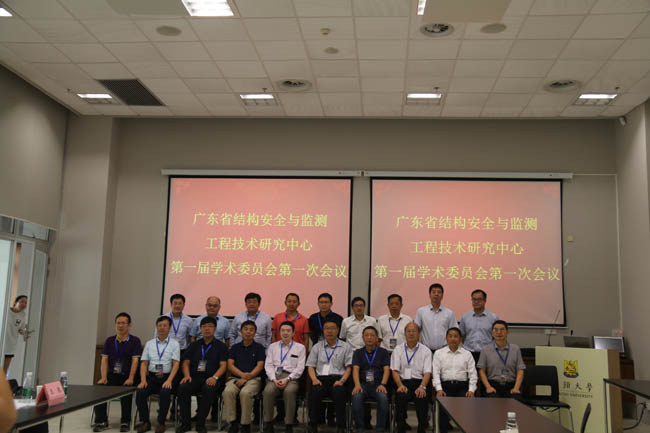 广东省结构安全与监测
工程技术研究中心
第一届学术委员会第一次会议
广东省结构安全与监测
工程技术研究中心
第一届学术委员会第一次会议
大學